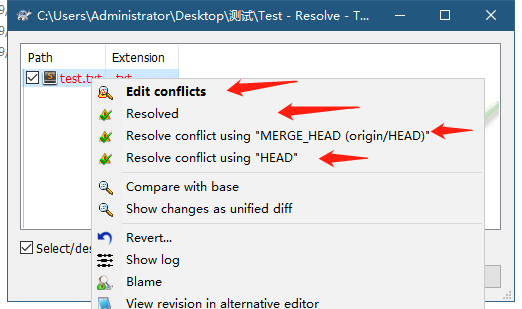 C:\Users\Administrator\Desktop\测试\Test - Resolve - T...
Path Extension
test.txt .txt
Edit conflicts
Resolved
Resolve conflict using "MERGE_HEAD (origin/HEAD)"
Resolve conflict using "HEAD"
Compare with base
Show changes as unified diff
Revert...
Show log
Blame
View revision in alternative editor
Select/des